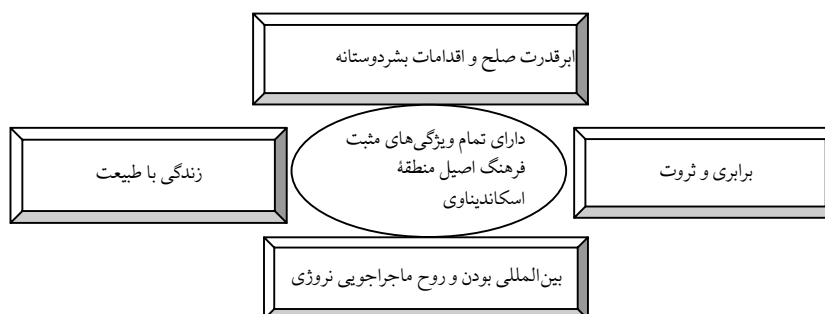 ابرقدرت صلح و اقدامات بشردوستانه
دارای تمام ویژگی‌های مثبت
فرهنگ اصیل منطقهٔ
اسکاندیناوی
برابری و ثروت
زندگی با طبیعت
بین‌المللی بودن و روح ماجراجویی نروژی